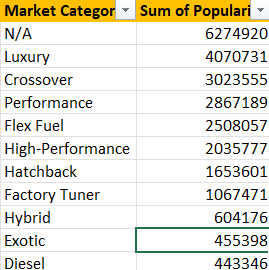 Market Categor Sum of Populari
N/A 6274920
Luxury 4070731
Crossover 3023555
Performance 2867189
Flex Fuel 2508057
High-Performance 2035777
Hatchback 1653601
Factory Tuner 1067471
Hybrid 604176
Exotic 455398
Diesel 443346